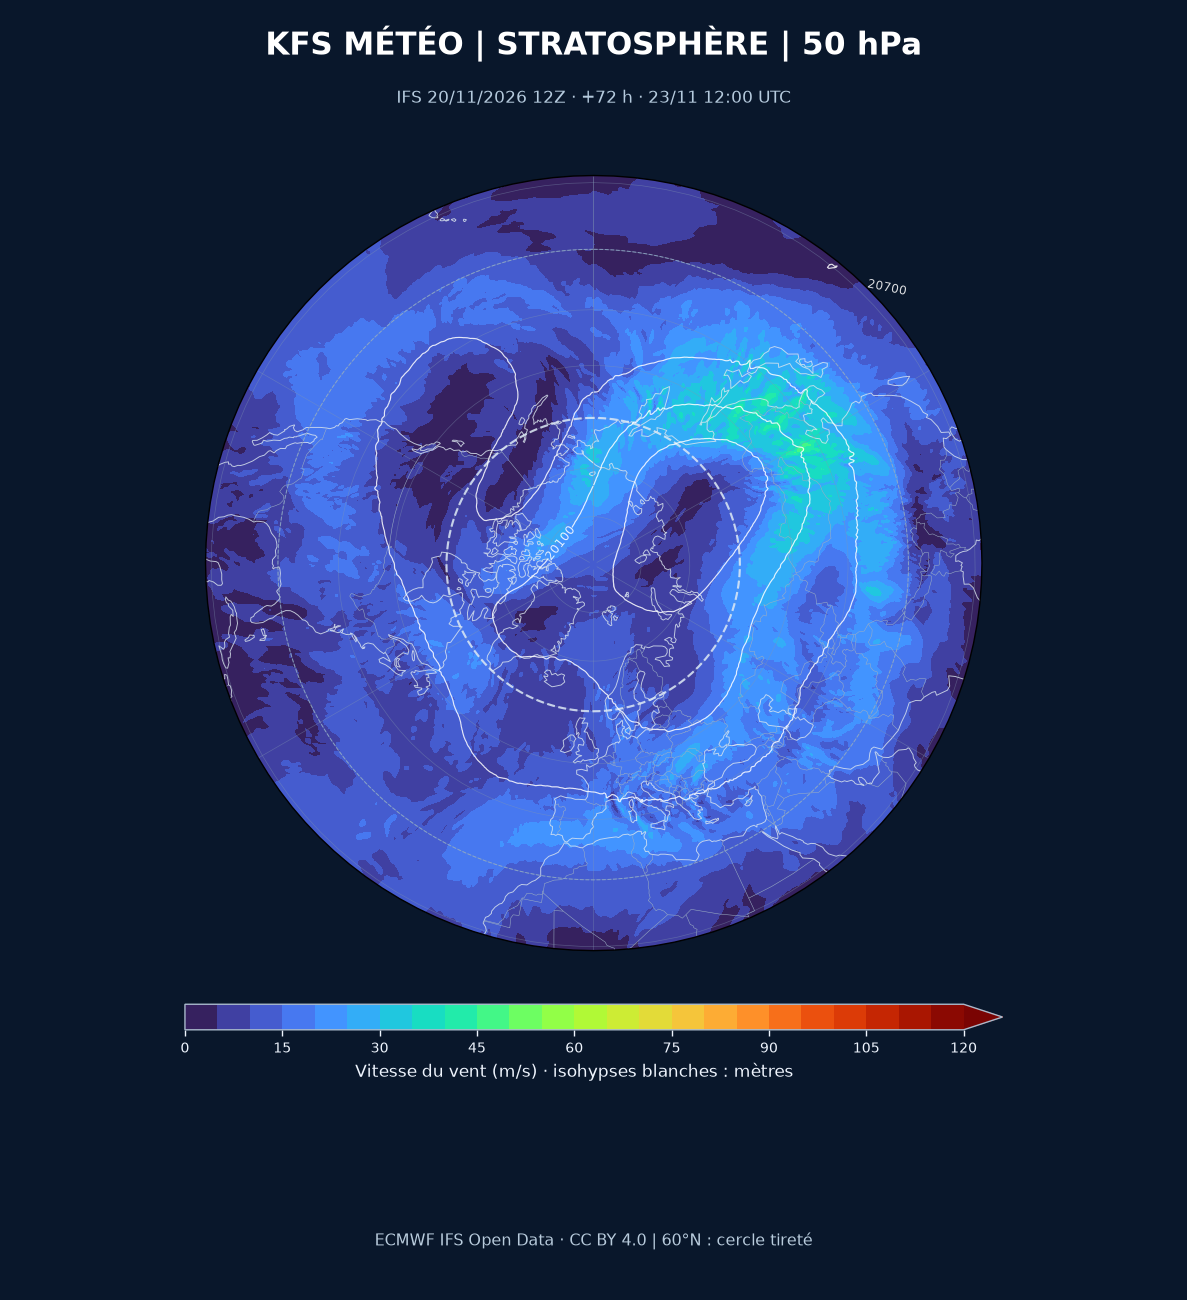 KFS MÉTÉO | STRATOSPHÈRE | 50 hPa
IFS 20/11/2026 12Z · +72 h · 23/11 12:00 UTC
20700
20100
0 15 30 45 60 75 90 105 120
Vitesse du vent (m/s) · isohypses blanches : mètres
ECMWF IFS Open Data · CC BY 4.0 | 60°N : cercle tireté